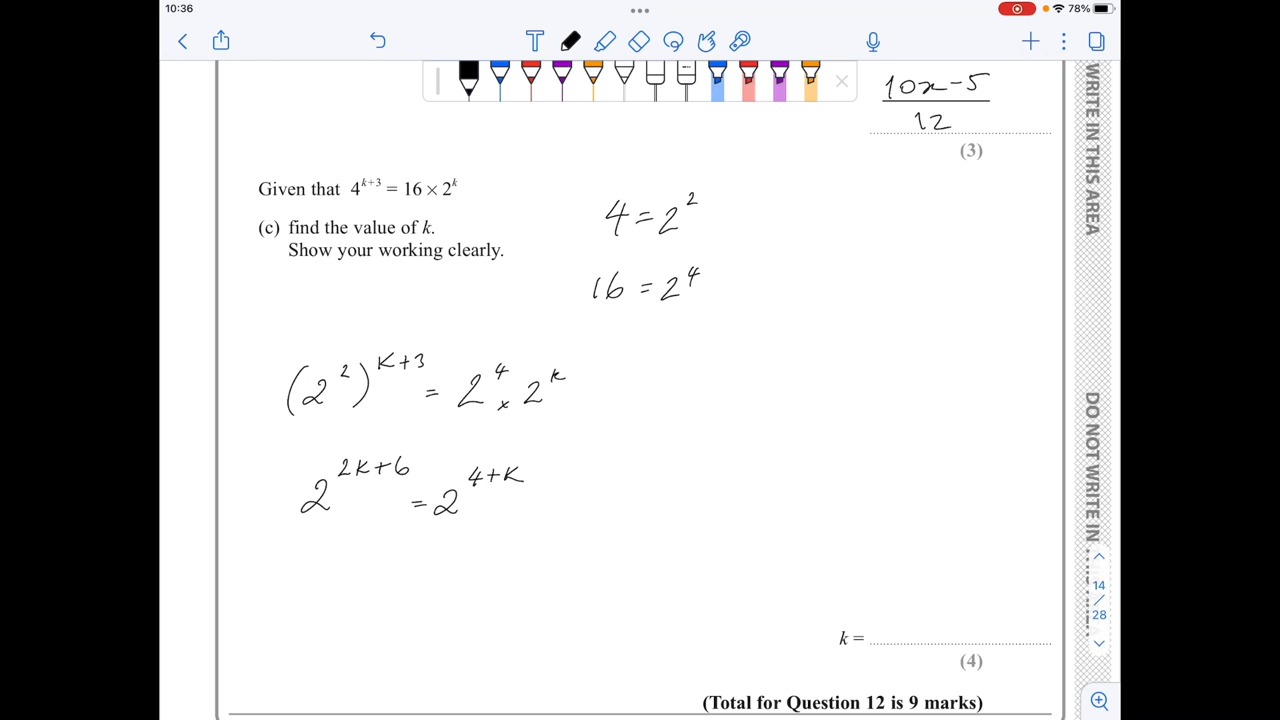 10:36
78%
10x-5
12
(3)
WRITE IN THIS AREA
Given that 4^{k+3} = 16 × 2^k
(c) find the value of k.
Show your working clearly.
4 = 2^2
16 = 2^4
(2^2)^{k+3} = 2^4 × 2^k
2^{2k+6} = 2^{4+k}
DO NOT WRITE IN
14
28
k =
(4)
(Total for Question 12 is 9 marks)